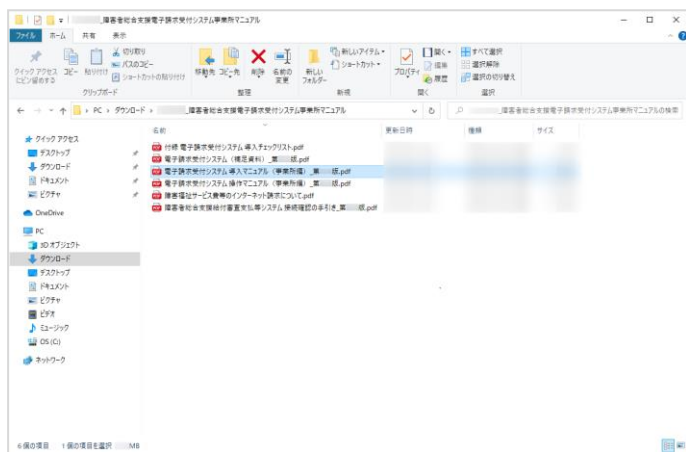 _障害者総合支援電子請求受付システム事業所マニュアル
ファイル ホーム 共有 表示
クイック アクセスにピン留めする
コピー
貼り付け
切り取り
パスのコピー
ショートカットの貼り付け
クリップボード
移動先 コピー先 削除 名前の変更
整理
新しいフォルダー
新しいアイテム
ショートカット
新規
プロパティ
開く
編集
履歴
開く
すべて選択
選択解除
選択の切り替え
選択
PC ダウンロード _障害者総合支援電子請求受付システム事業所マニュアル
_障害者総合支援電子請求受付システム事業所マニュアルの検索
名前 更新日時 種類 サイズ
付録 電子請求受付システム 導入チェックリスト.pdf
電子請求受付システム（補足資料）_第 版.pdf
電子請求受付システム 導入マニュアル（事業所編）_第 版.pdf
電子請求受付システム 操作マニュアル（事業所編）_第 版.pdf
障害福祉サービス費等のインターネット請求について.pdf
障害者総合支援給付審査支払等システム 接続確認の手引き_第 版.pdf
クイック アクセス
デスクトップ
ダウンロード
ドキュメント
ピクチャ
OneDrive
PC
3D オブジェクト
ダウンロード
デスクトップ
ドキュメント
ピクチャ
ビデオ
ミュージック
OS (C:)
ネットワーク
6 個の項目 1 個の項目を選択 MB